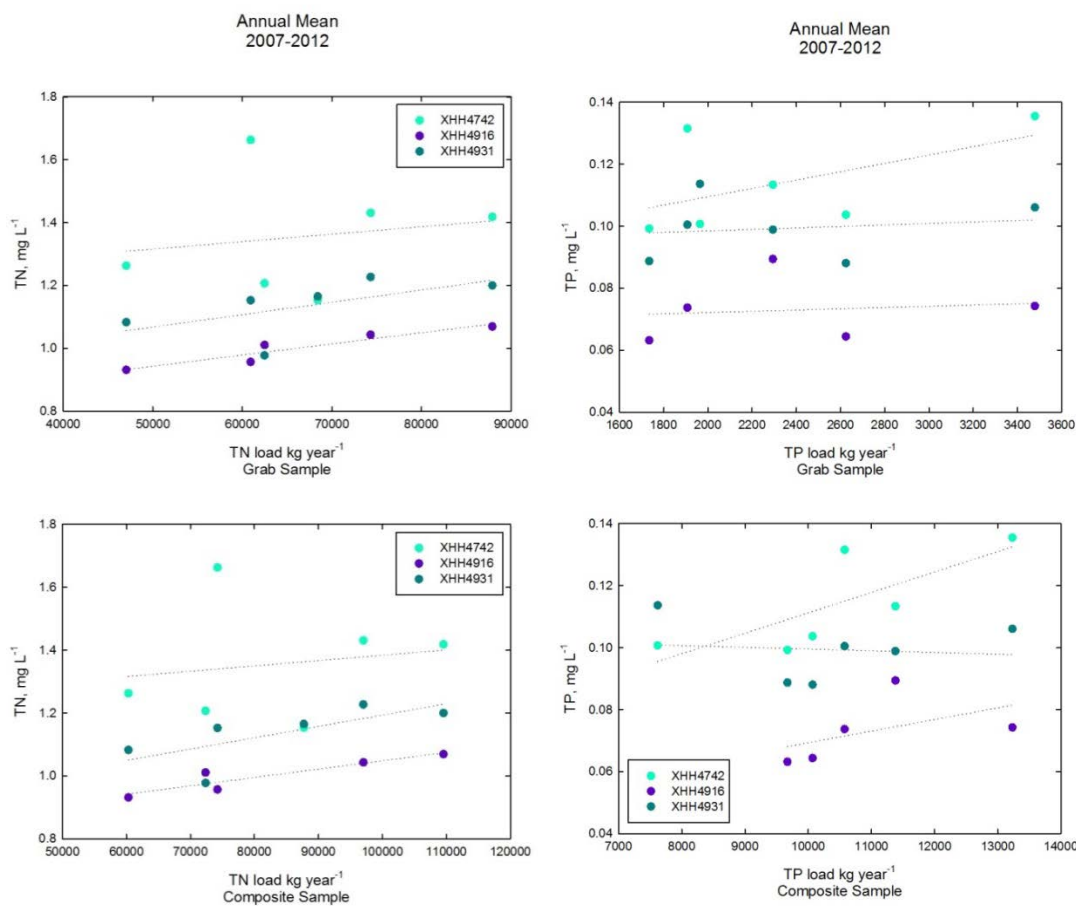 Annual Mean
2007-2012
1.8
1.6
1.4
1.2
1.0
0.8
TN, mg L⁻¹
XHH4742
XHH4916
XHH4931
40000 50000 60000 70000 80000 90000
TN load kg year⁻¹
Grab Sample
Annual Mean
2007-2012
0.14
0.12
0.10
0.08
0.06
0.04
TP, mg L⁻¹
1600 1800 2000 2200 2400 2600 2800 3000 3200 3400 3600
TP load kg year⁻¹
Grab Sample
1.8
1.6
1.4
1.2
1.0
0.8
TN, mg L⁻¹
XHH4742
XHH4916
XHH4931
50000 60000 70000 80000 90000 100000 110000 120000
TN load kg year⁻¹
Composite Sample
0.14
0.12
0.10
0.08
0.06
0.04
TP, mg L⁻¹
XHH4742
XHH4916
XHH4931
7000 8000 9000 10000 11000 12000 13000 14000
TP load kg year⁻¹
Composite Sample